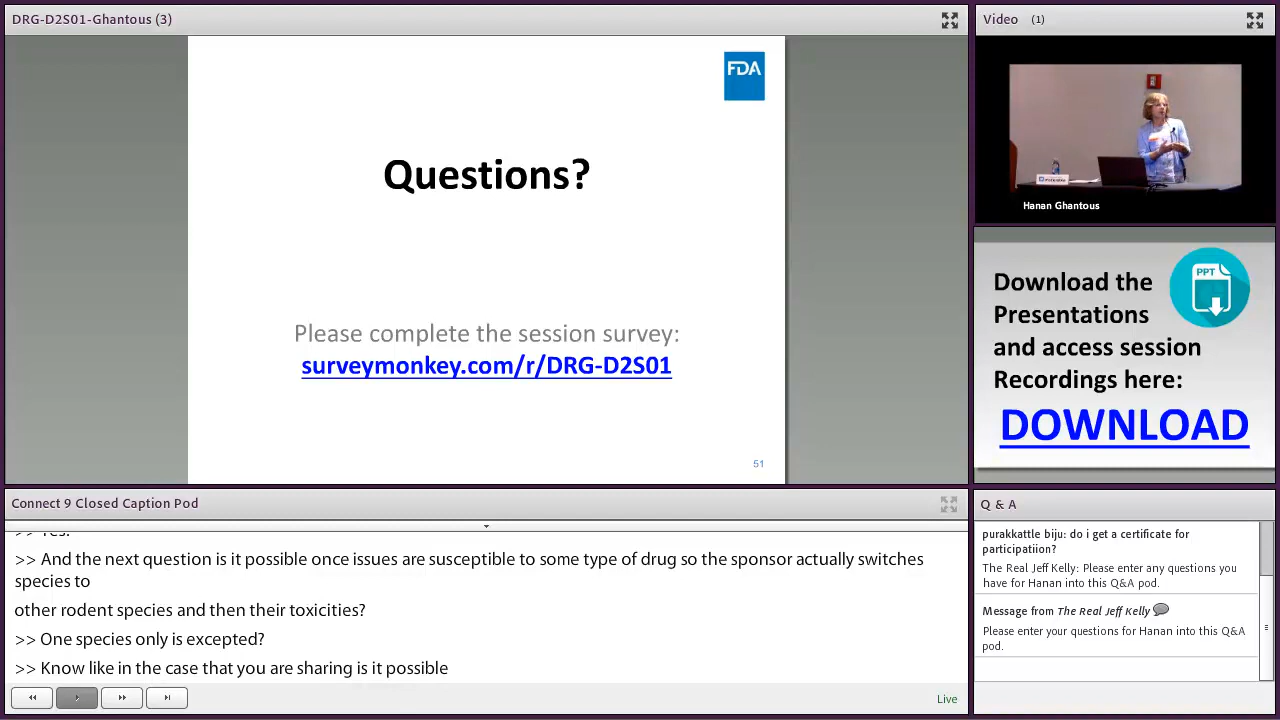 DRG-D2S01-Ghantous (3)
FDA
Questions?
Please complete the session survey:
surveymonkey.com/r/DRG-D2S01
51
Video (1)
Hanan Ghantous
PPT
Download the
Presentations
and access session
Recordings here:
DOWNLOAD
Connect 9 Closed Caption Pod
>> Yes.
>> And the next question is it possible once issues are susceptible to some type of drug so the sponsor actually switches
species to
other rodent species and then their toxicities?
>> One species only is excepted?
>> Know like in the case that you are sharing is it possible
Live
Q & A
purakkattle biju: do i get a certificate for
participatiion?
The Real Jeff Kelly: Please enter any questions you
have for Hanan into this Q&A pod.
Message from The Real Jeff Kelly
Please enter your questions for Hanan into this Q&A
pod.